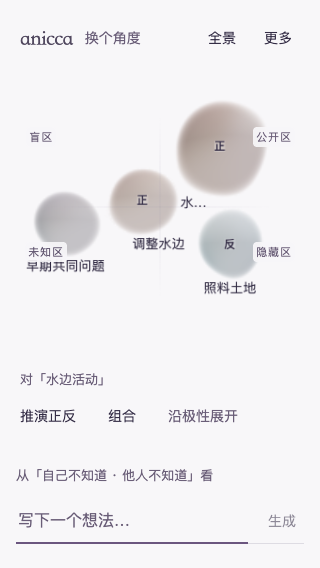 anicca 换个角度 全景 更多
盲区 正 公开区
正 水…
调整水边 反
未知区 隐藏区
早期共同问题
照料土地
对「水边活动」
推演正反 组合 沿极性展开
从「自己不知道 · 他人不知道」看
写下一个想法… 生成